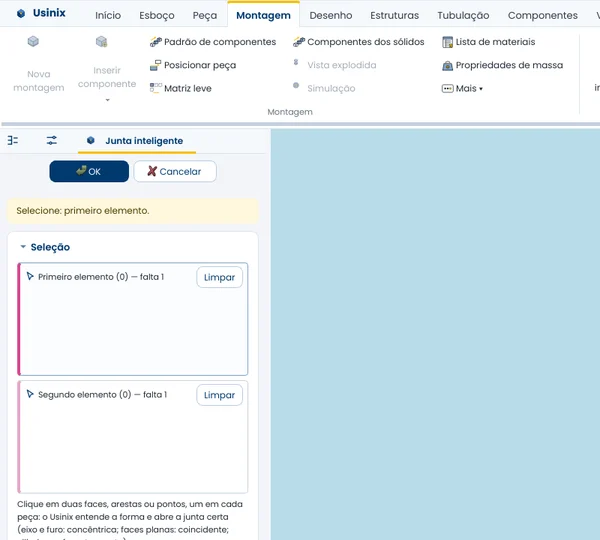 Usinix
Início Esboço Peça Montagem Desenho Estruturas Tubulação Componentes
Nova montagem
Inserir componente
Padrão de componentes
Posicionar peça
Matriz leve
Componentes dos sólidos
Vista explodida
Simulação
Lista de materiais
Propriedades de massa
Mais
Montagem
Junta inteligente
OK
Cancelar
Selecione: primeiro elemento.
Seleção
Primeiro elemento (0) — falta 1
Limpar
Segundo elemento (0) — falta 1
Limpar
Clique em duas faces, arestas ou pontos, um em cada
peça: o Usinix entende a forma e abre a junta certa
(eixo e furo: concêntrica; faces planas: coincidente;